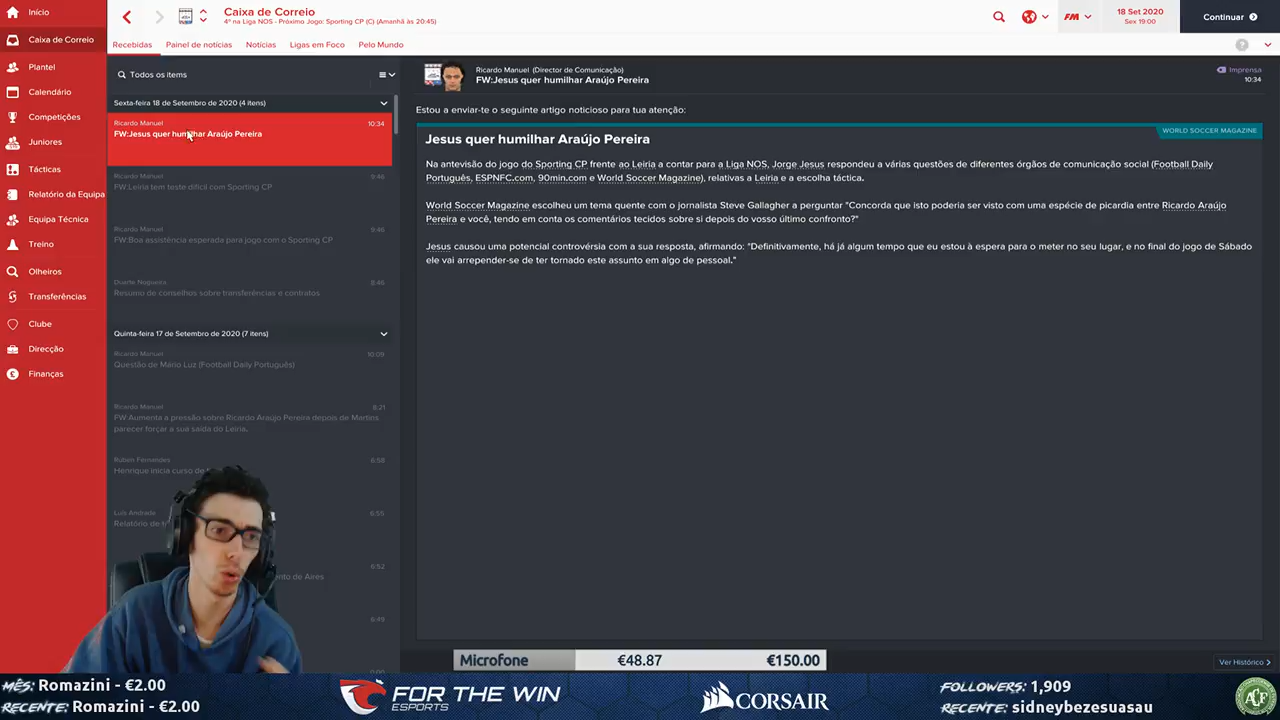 Início
Caixa de Correio
Plantel
Calendário
Competições
Juniores
Tácticas
Relatório da Equipa
Equipa Técnica
Treino
Olheiros
Transferências
Clube
Direcção
Finanças
Caixa de Correio
4º na Liga NOS - Próximo Jogo: Sporting CP (C) (Amanhã às 20:45)
FM
18 Set 2020
Sex 19:00
Continuar
Recebidas
Painel de notícias
Notícias
Ligas em Foco
Pelo Mundo
?
Todos os items
Sexta-feira 18 de Setembro de 2020 (4 itens)
Ricardo Manuel 10:34
FW:Jesus quer humilhar Araújo Pereira
Ricardo Manuel 9:46
FW:Leiria tem teste difícil com Sporting CP
Ricardo Manuel 9:46
FW:Boa assistência esperada para jogo com o Sporting CP
Duarte Nogueira 8:46
Resumo de conselhos sobre transferências e contratos
Quinta-feira 17 de Setembro de 2020 (7 itens)
Ricardo Manuel 10:09
Questão de Mário Luz (Football Daily Português)
Ricardo Manuel 8:21
FW:Aumenta a pressão sobre Ricardo Araújo Pereira depois de Martins
parecer forçar a sua saída do Leiria.
Rúben Fernandes 6:58
Henrique inicia curso de
Luís Andrade 6:55
Relatório de
6:52
nto de Aires
6:49
Ricardo Manuel (Director de Comunicação)
FW:Jesus quer humilhar Araújo Pereira
Imprensa
10:34
Estou a enviar-te o seguinte artigo noticioso para tua atenção:
WORLD SOCCER MAGAZINE
Jesus quer humilhar Araújo Pereira
Na antevisão do jogo do Sporting CP frente ao Leiria a contar para a LIGA NOS, Jorge Jesus respondeu a várias questões de diferentes órgãos de comunicação social (Football Daily
Português, ESPNFC.com, 90min.com e World Soccer Magazine), relativas a Leiria e a escolha táctica.
World Soccer Magazine escolheu um tema quente com o jornalista Steve Gallagher a perguntar "Concorda que isto poderia ser visto com uma espécie de picardia entre Ricardo Araújo
Pereira e você, tendo em conta os comentários tecidos sobre si depois do vosso último confronto?"
Jesus causou uma potencial controvérsia com a sua resposta, afirmando: "Definitivamente, há já algum tempo que eu estou à espera para o meter no seu lugar, e no final do jogo de Sábado
ele vai arrepender-se de ter tornado este assunto em algo de pessoal."
Ver Histórico
Microfone €48.87 €150.00
MÊS: Romazini - €2.00
RECENTE: Romazini - €2.00
FOR THE WIN
ESPORTS
CORSAIR
FOLLOWERS: 1,909
RECENTE: sidneybezesuasau